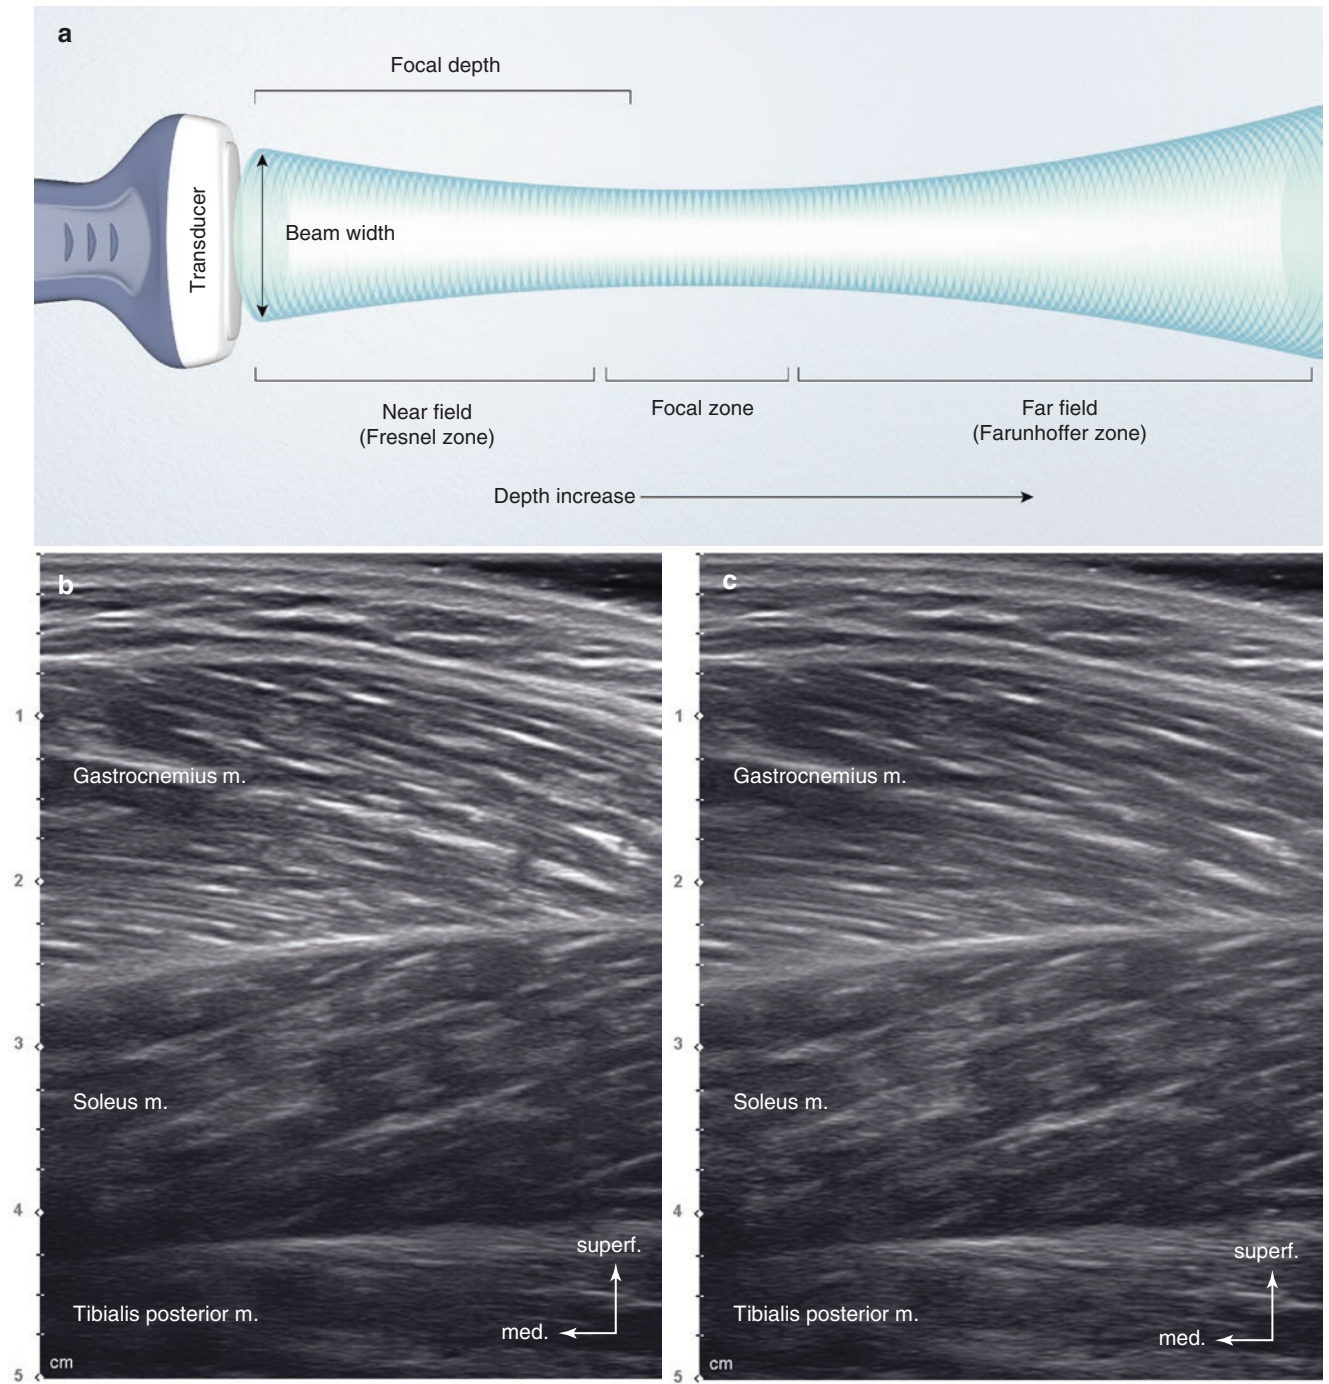 a
Focal depth
Transducer
Beam width
Near field
(Fresnel zone)
Focal zone
Far field
(Farunhoffer zone)
Depth increase
b
1
Gastrocnemius m.
2
3
Soleus m.
4
superf.
Tibialis posterior m.
med.
cm
5
c
1
Gastrocnemius m.
2
3
Soleus m.
4
superf.
Tibialis posterior m.
med.
cm
5